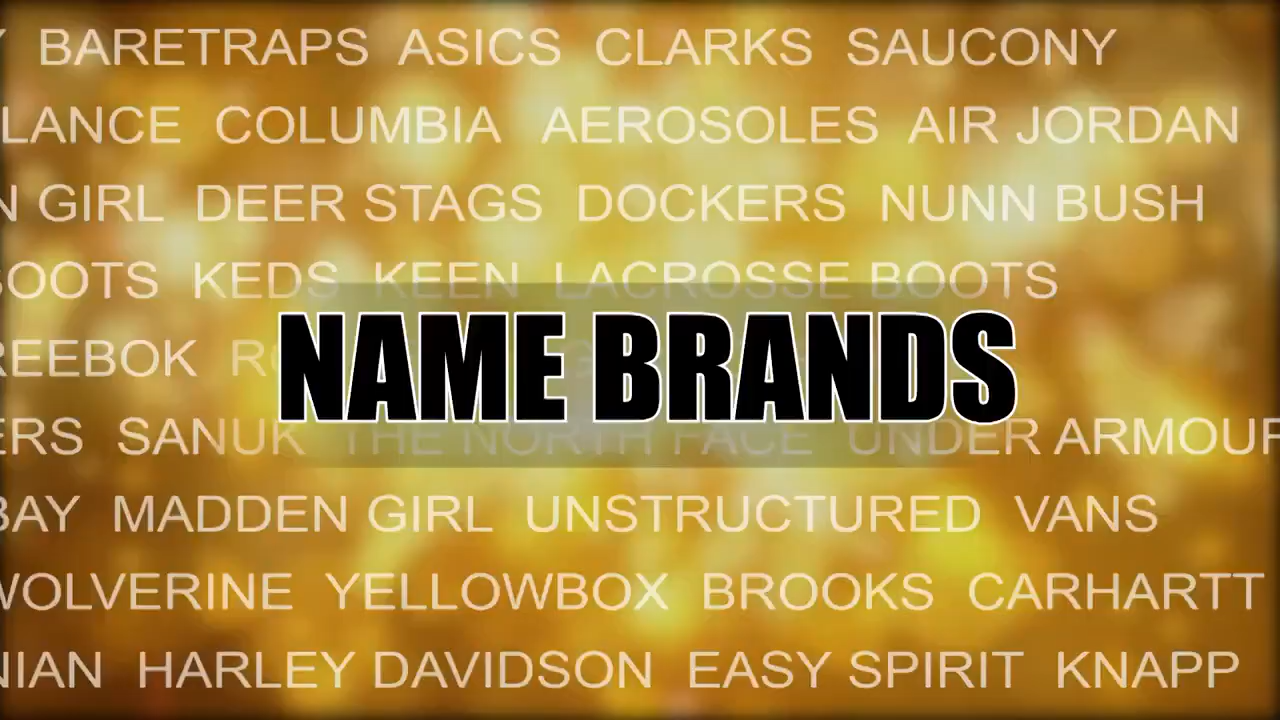 BARETRAPS ASICS CLARKS SAUCONY
LANCE COLUMBIA AEROSOLES AIR JORDAN
N GIRL DEER STAGS DOCKERS NUNN BUSH
OOTS KEDS KEEN LACROSSE BOOTS
REEBOK
NAME BRANDS
ERS SANUK THE NORTH FACE UNDER ARMOUR
BAY MADDEN GIRL UNSTRUCTURED VANS
WOLVERINE YELLOWBOX BROOKS CARHARTT
NIAN HARLEY DAVIDSON EASY SPIRIT KNAPP